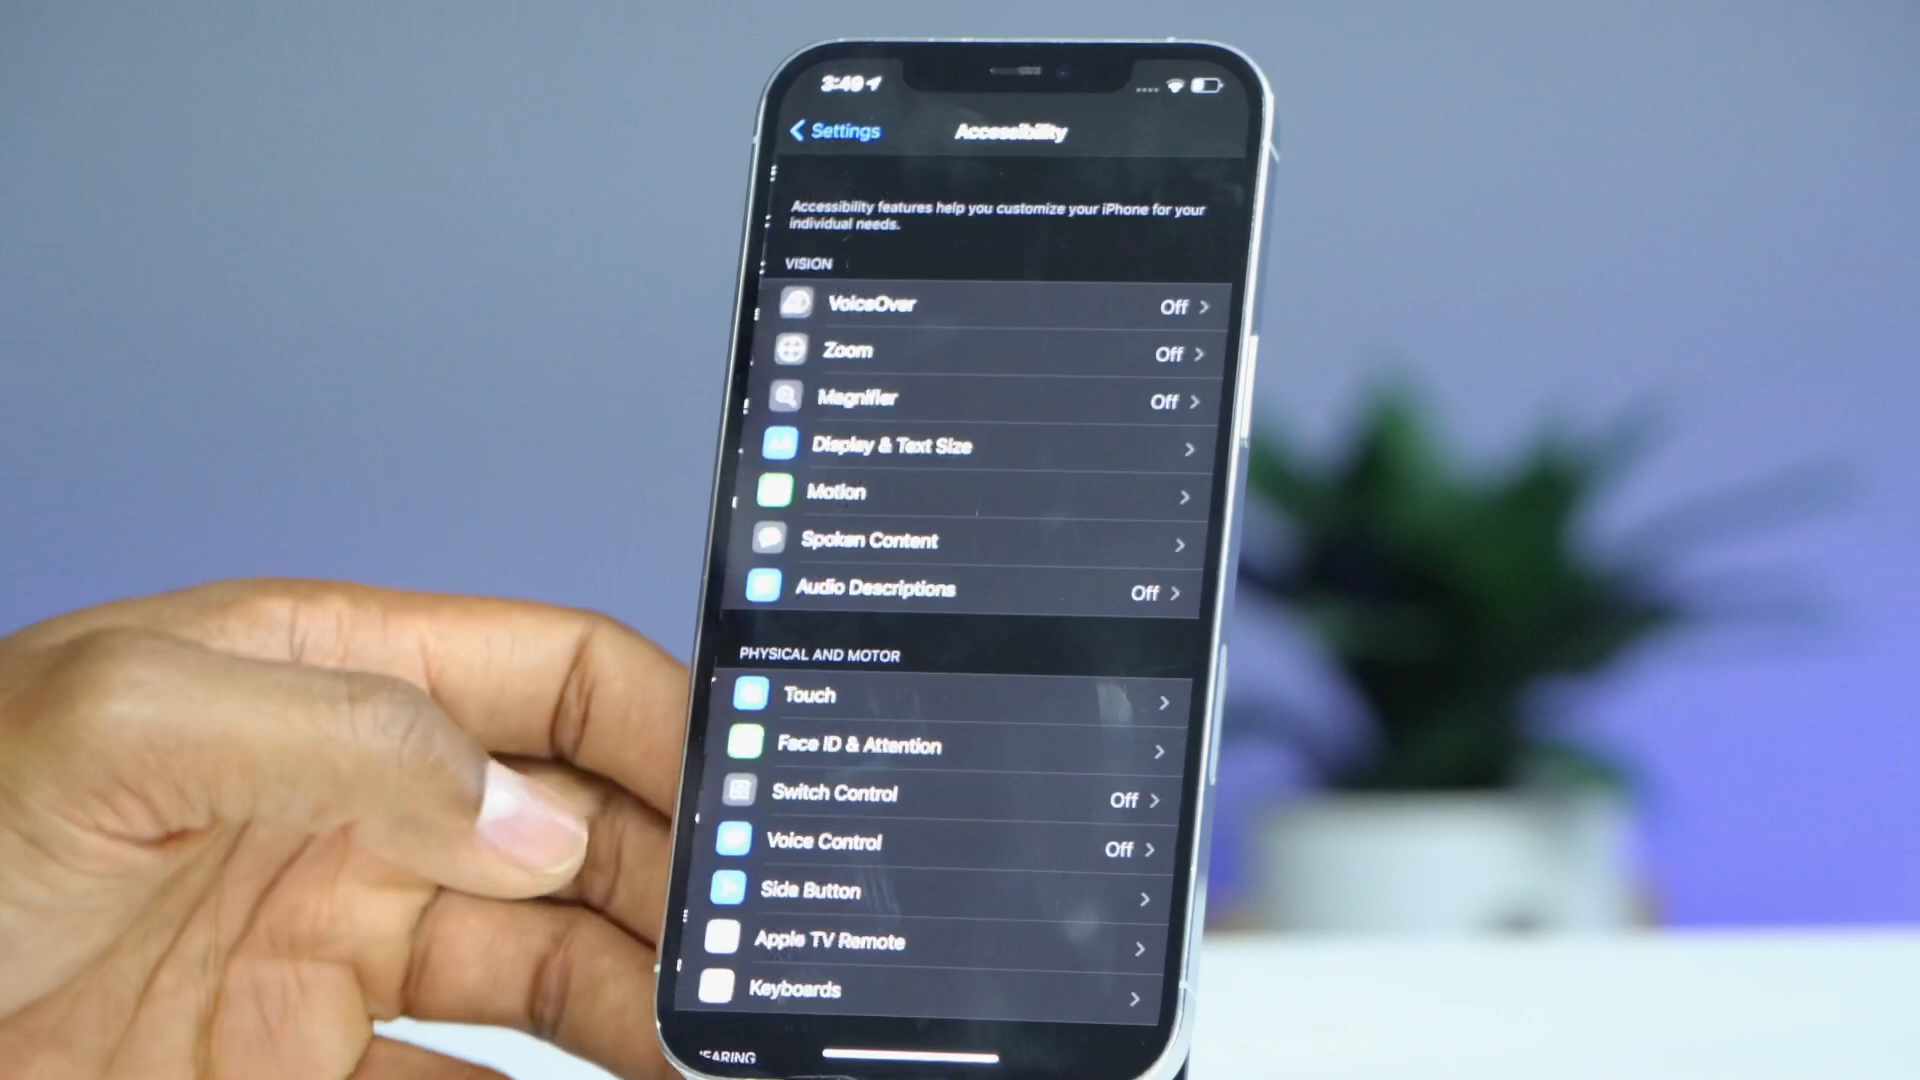 3:49
Settings
Accessibility
Accessibility features help you customize your iPhone for your
individual needs.
VISION
VoiceOver Off
Zoom Off
Magnifier Off
Display & Text Size
Motion
Spoken Content
Audio Descriptions Off
PHYSICAL AND MOTOR
Touch
Face ID & Attention
Switch Control Off
Voice Control Off
Side Button
Apple TV Remote
Keyboards
HEARING